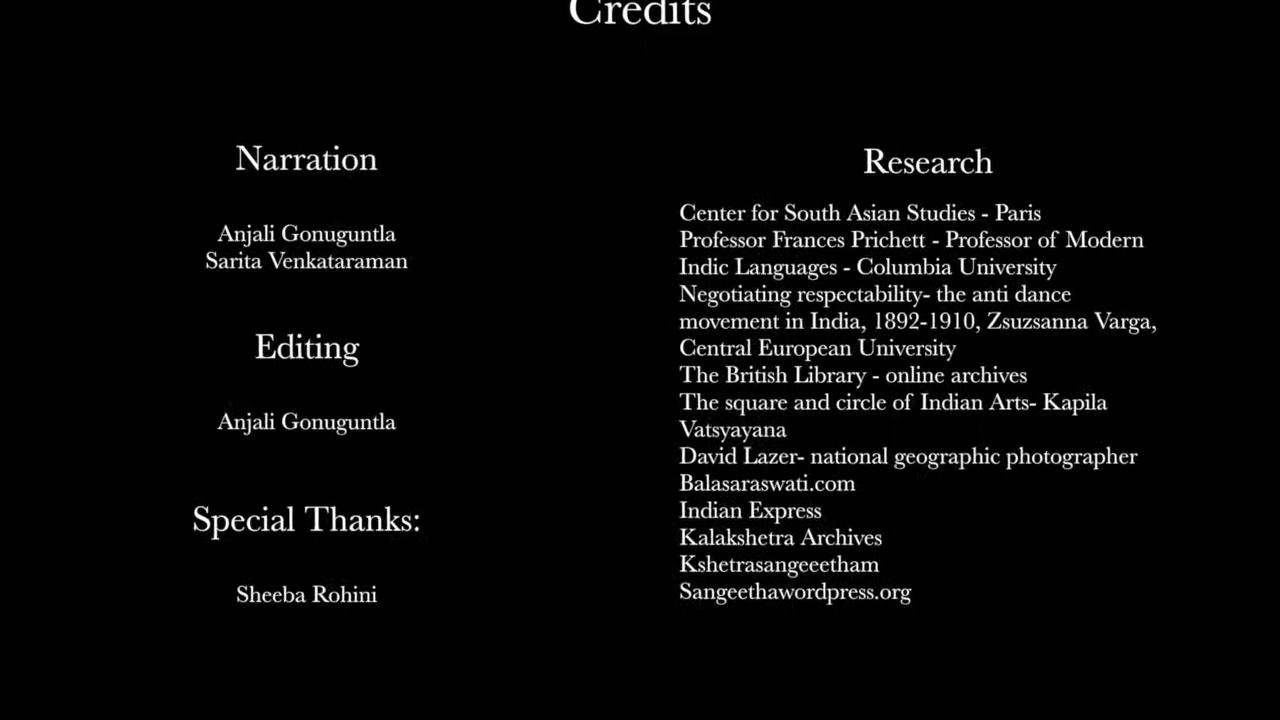 Credits
Narration
Anjali Gonuguntla
Sarita Venkataraman
Editing
Anjali Gonuguntla
Special Thanks:
Sheeba Rohini
Research
Center for South Asian Studies - Paris
Professor Frances Prichett - Professor of Modern
Indic Languages - Columbia University
Negotiating respectability- the anti dance
movement in India, 1892-1910, Zsuzsanna Varga,
Central European University
The British Library - online archives
The square and circle of Indian Arts- Kapila
Vatsyayana
David Lazer- national geographic photographer
Balasaraswati.com
Indian Express
Kalakshetra Archives
Kshetrasangeeetham
Sangeethawordpress.org